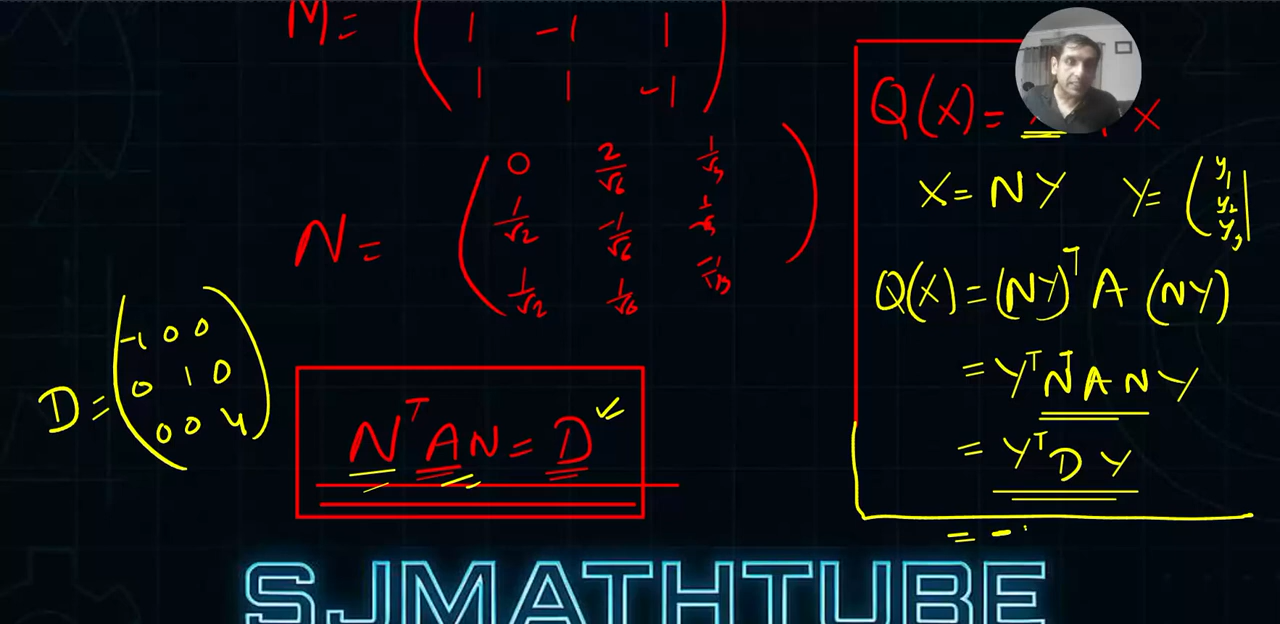 M = ( 1 -1 1
1 1 -1 )
N = ( 0 2/√6 1/√3
1/√2 -1/√6
1/√2 1/√6 -1/√3 )
D = ( -1 0 0
0 1 0
0 0 4 )
NᵀAN = D ✓
Q(X) = X
X = NY Y = ( y₁
y₂
y₃
Q(X) = (NY)ᵀ A (NY)
= YᵀNᵀANY
= YᵀDY
= -
SJMATHTUBE